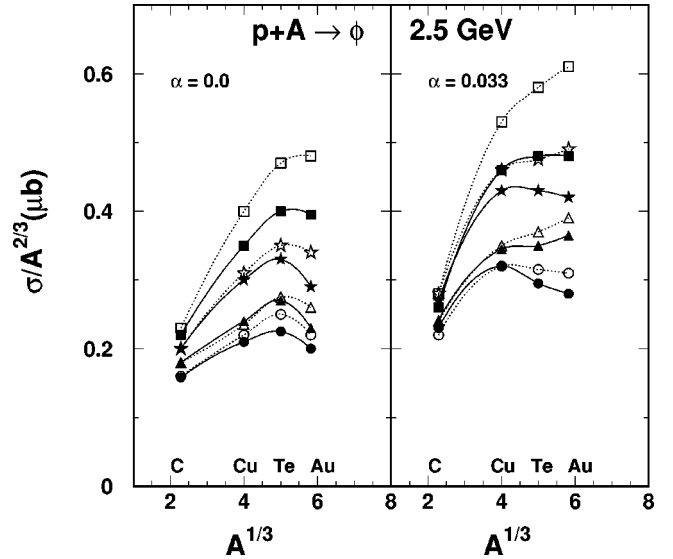 p+A → ϕ
2.5 GeV
α = 0.0
α = 0.033
0.6
0.4
0.2
0
σ/A^{2/3}(μb)
C Cu Te Au
C Cu Te Au
2 4 6 8
2 4 6 8
A^{1/3}
A^{1/3}